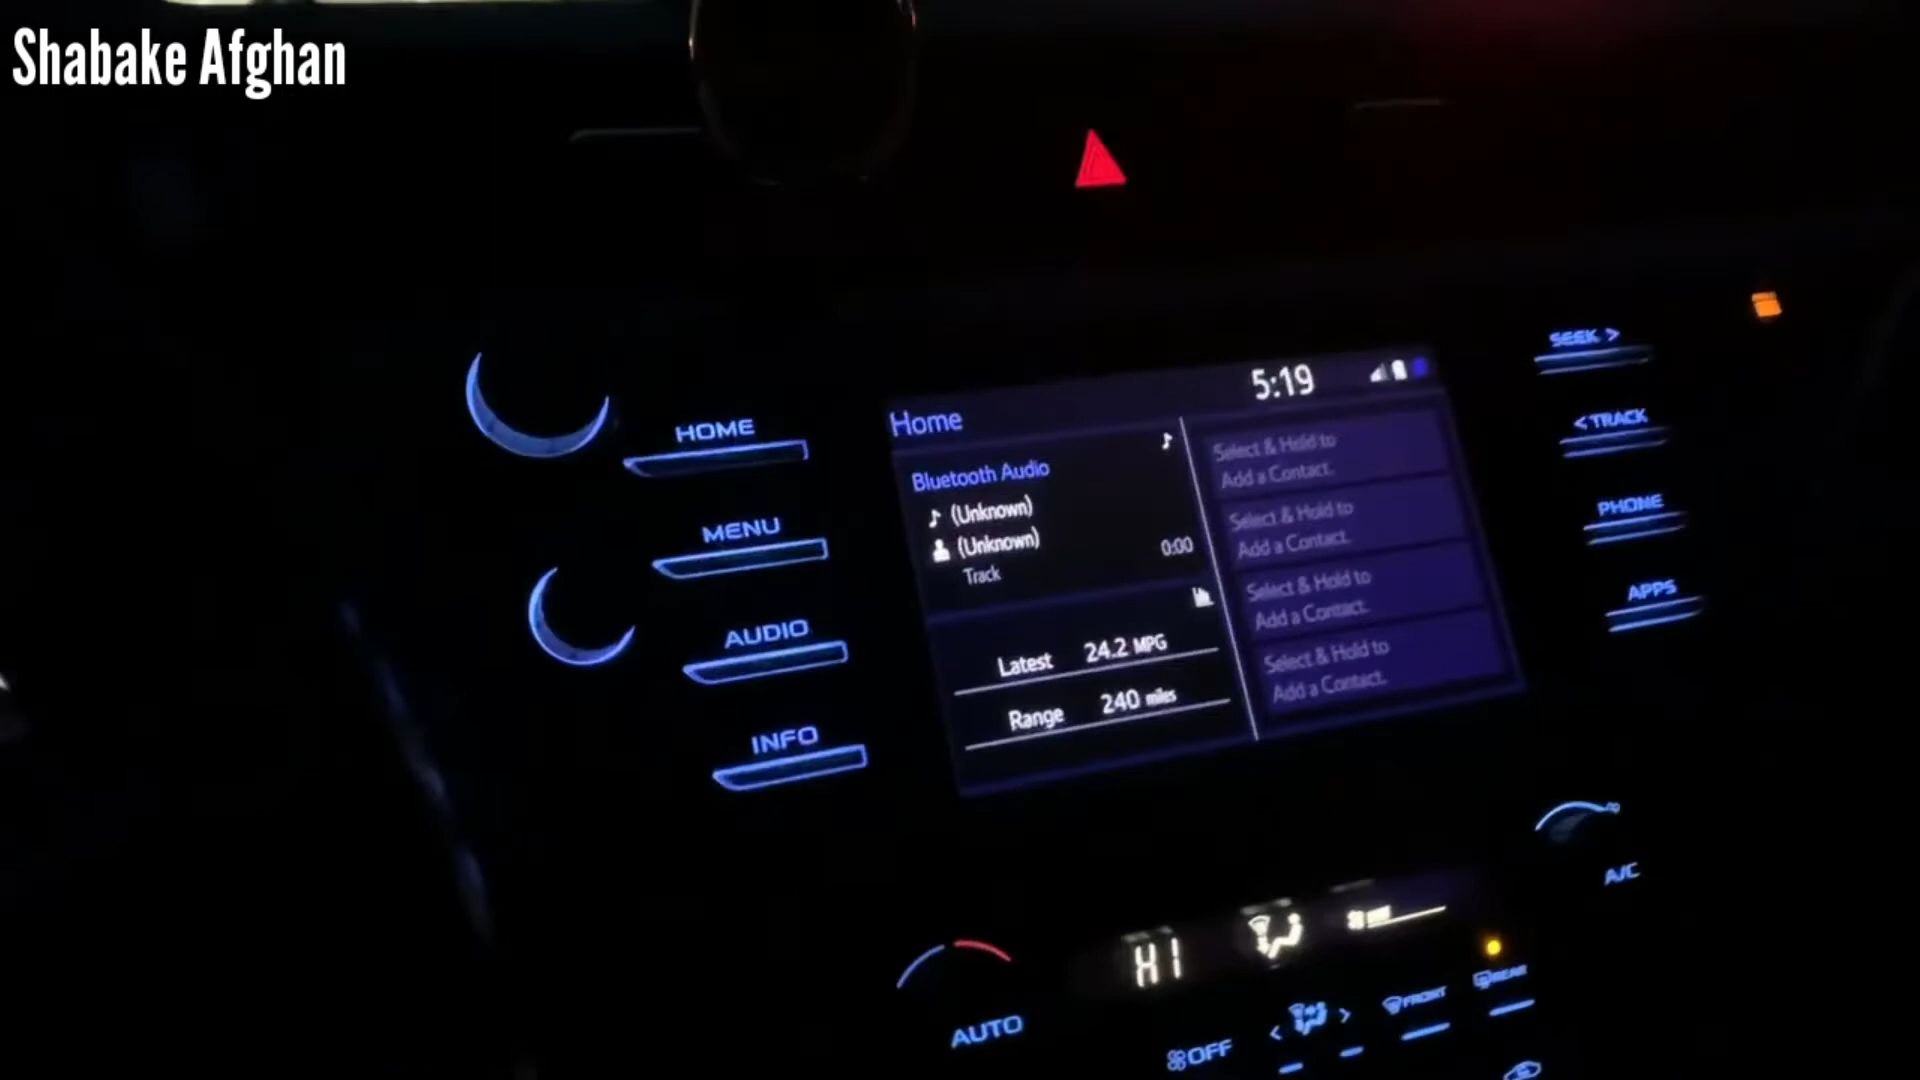 Shabake Afghan
HOME
MENU
AUDIO
INFO
Home
5:19
Bluetooth Audio
(Unknown)
(Unknown)
Track
0:00
Latest 24.2 MPG
Range 240 miles
Select & Hold to
Add a Contact.
Select & Hold to
Add a Contact.
Select & Hold to
Add a Contact.
Select & Hold to
Add a Contact.
SEEK >
< TRACK
PHONE
APPS
A/C
HI
AUTO
OFF
< >
FRONT
REAR